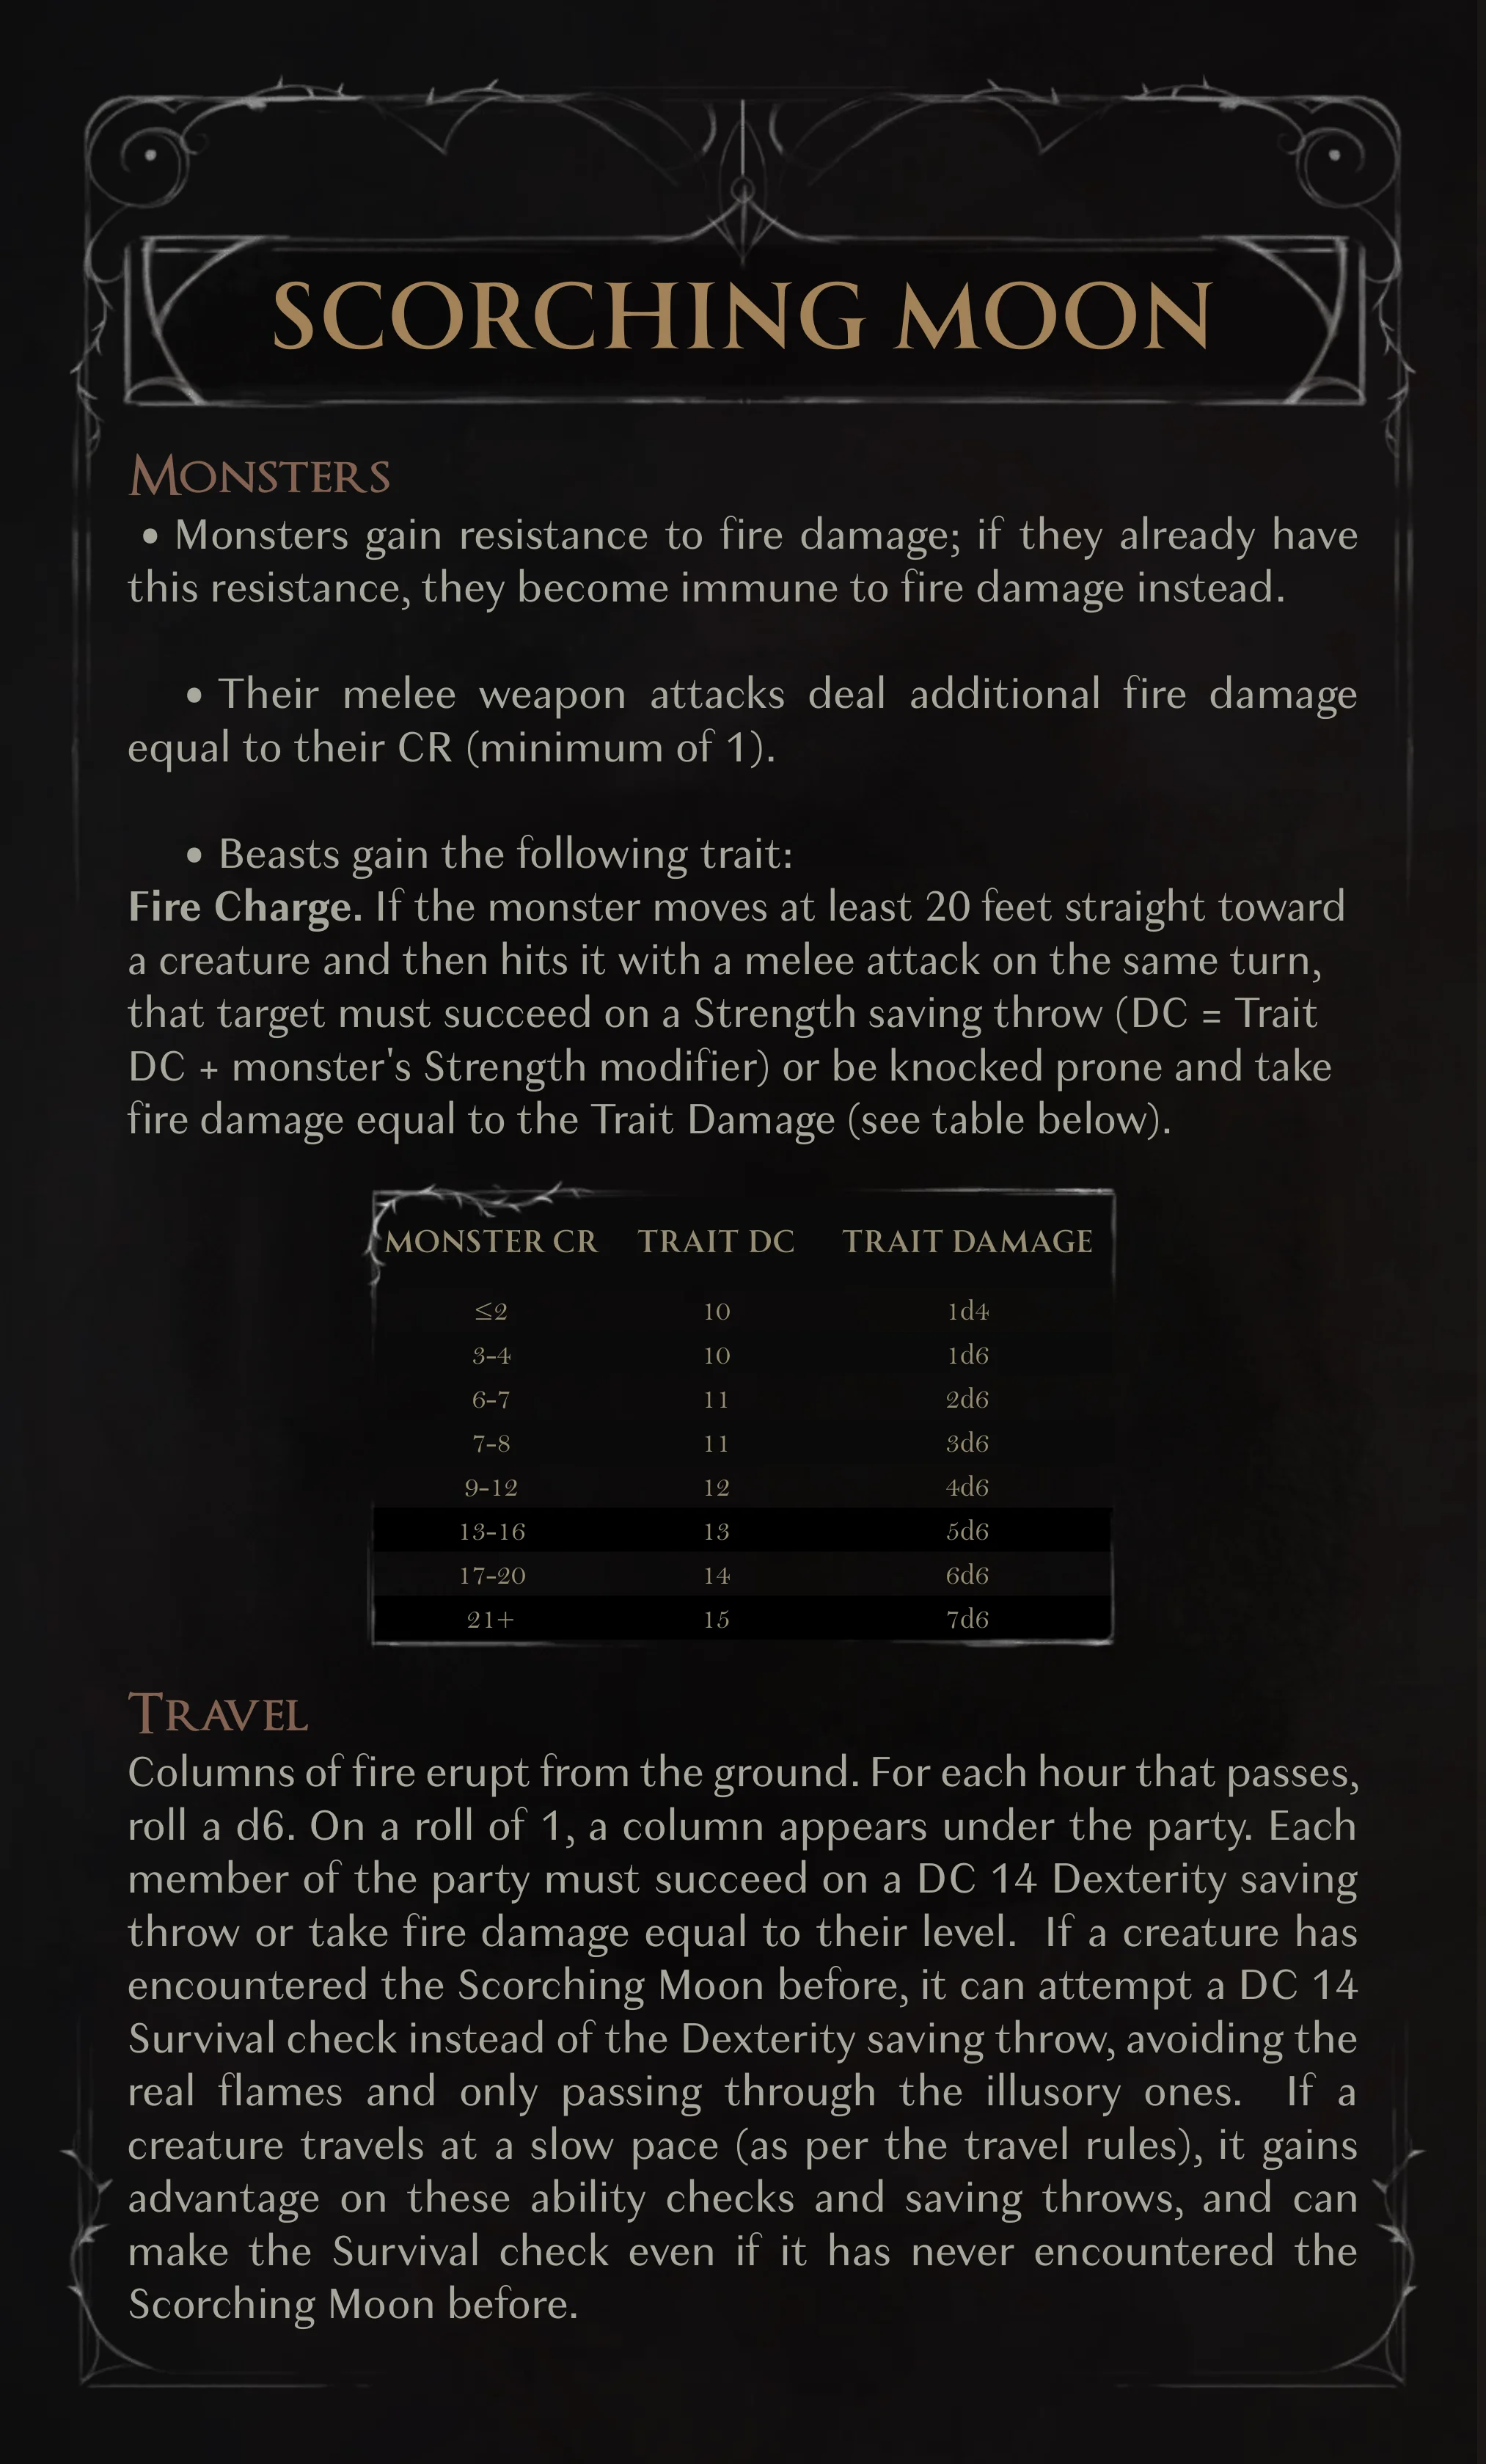 SCORCHING MOON
Monsters
• Monsters gain resistance to fire damage; if they already have
this resistance, they become immune to fire damage instead.
• Their melee weapon attacks deal additional fire damage
equal to their CR (minimum of 1).
• Beasts gain the following trait:
Fire Charge. If the monster moves at least 20 feet straight toward
a creature and then hits it with a melee attack on the same turn,
that target must succeed on a Strength saving throw (DC = Trait
DC + monster's Strength modifier) or be knocked prone and take
fire damage equal to the Trait Damage (see table below).
MONSTER CR TRAIT DC TRAIT DAMAGE
≤2 10 1d4
3-4 10 1d6
6-7 11 2d6
7-8 11 3d6
9-12 12 4d6
13-16 13 5d6
17-20 14 6d6
21+ 15 7d6
Travel
Columns of fire erupt from the ground. For each hour that passes,
roll a d6. On a roll of 1, a column appears under the party. Each
member of the party must succeed on a DC 14 Dexterity saving
throw or take fire damage equal to their level. If a creature has
encountered the Scorching Moon before, it can attempt a DC 14
Survival check instead of the Dexterity saving throw, avoiding the
real flames and only passing through the illusory ones. If a
creature travels at a slow pace (as per the travel rules), it gains
advantage on these ability checks and saving throws, and can
make the Survival check even if it has never encountered the
Scorching Moon before.